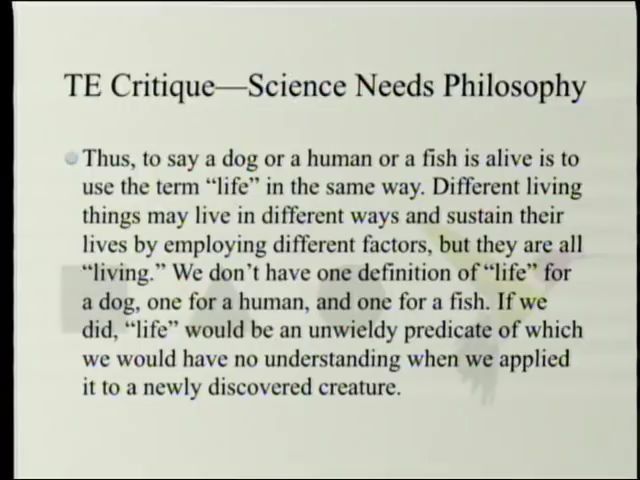 TE Critique—Science Needs Philosophy
Thus, to say a dog or a human or a fish is alive is to
use the term “life” in the same way. Different living
things may live in different ways and sustain their
lives by employing different factors, but they are all
“living.” We don’t have one definition of “life” for
a dog, one for a human, and one for a fish. If we
did, “life” would be an unwieldy predicate of which
we would have no understanding when we applied
it to a newly discovered creature.